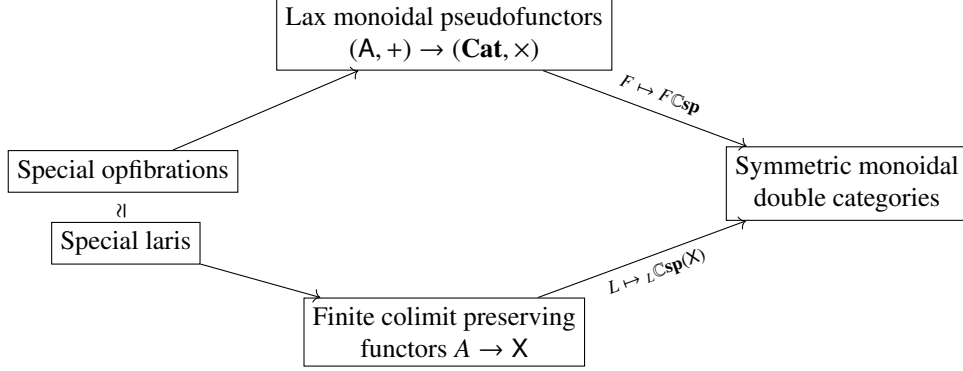 Lax monoidal pseudofunctors
(A, +) → (Cat, ×)
F ↦ Fℂsp
Special opfibrations
≃
Special laris
Symmetric monoidal
double categories
L ↦ Lℂsp(X)
Finite colimit preserving
functors A → X